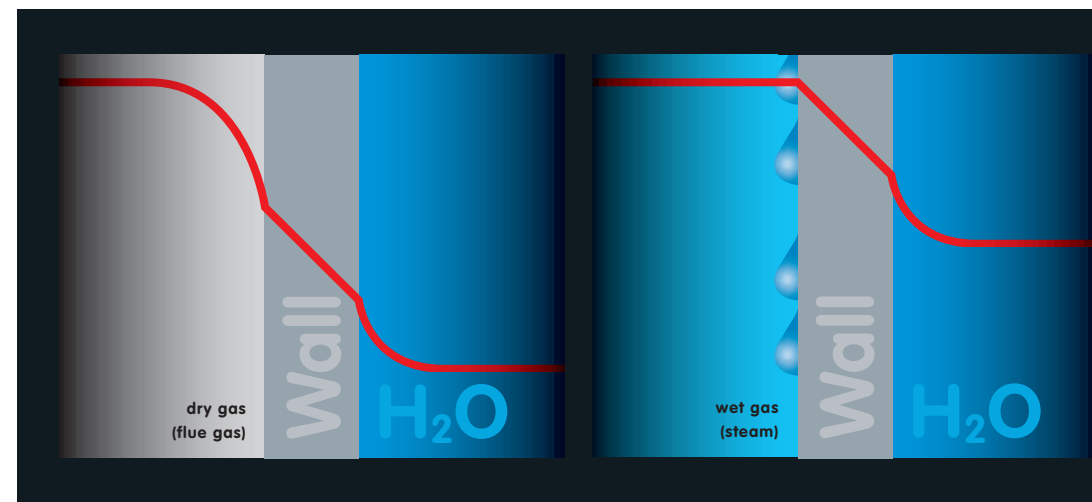 dry gas
(flue gas)
Wall
H₂O
wet gas
(steam)
Wall
H₂O